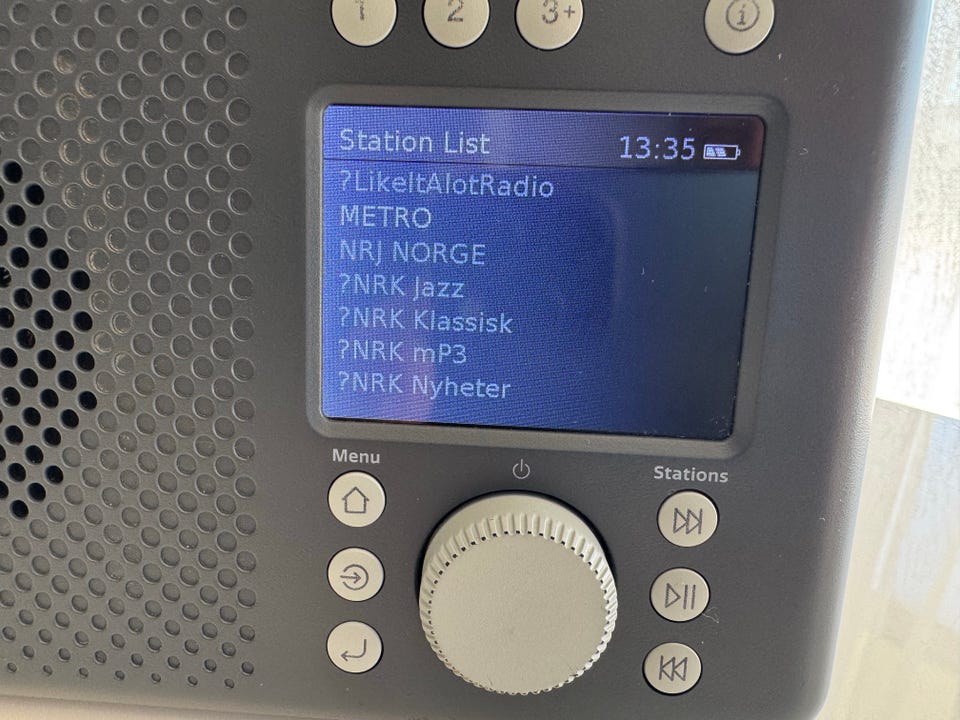 1 2 3+ i
Station List 13:35
?LikeItAlotRadio
METRO
NRJ NORGE
?NRK Jazz
?NRK Klassisk
?NRK mP3
?NRK Nyheter
Menu
Stations